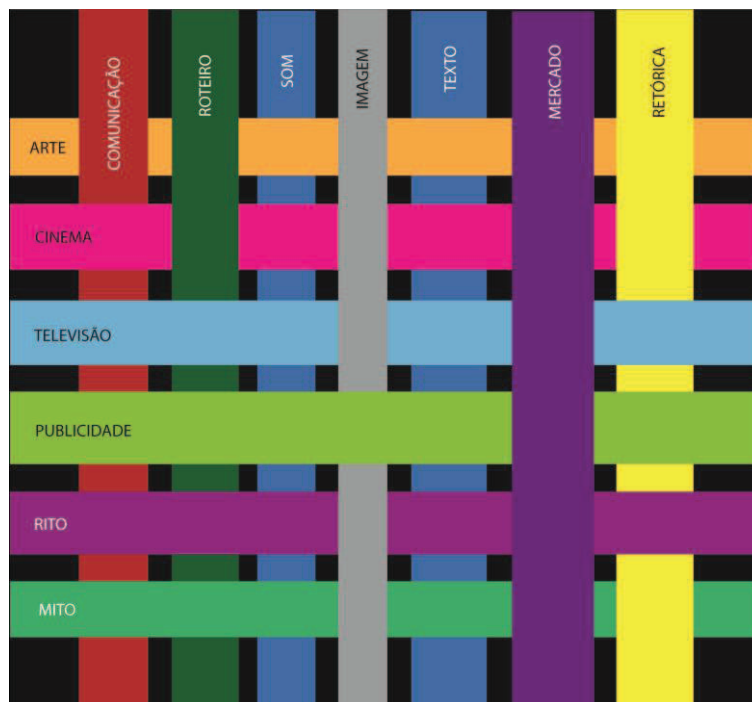 COMUNICAÇÃO
ROTEIRO
SOM
IMAGEM
TEXTO
MERCADO
RETÓRICA
ARTE
CINEMA
TELEVISÃO
PUBLICIDADE
RITO
MITO